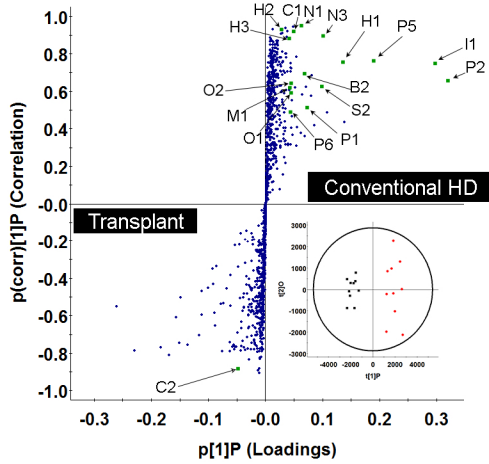 H2 C1 N1 N3
H3 H1 P5 I1
P2
O2 B2
M1 S2
O1 P6 P1
1.0
0.8
0.6
0.4
0.2
-0.0
-0.2
-0.4
-0.6
-0.8
-1.0
p(corr)[1]P (Correlation)
Conventional HD
Transplant
C2
3000
2000
1000
0
-1000
-2000
-3000
t[2]O
-4000 -2000 0 2000 4000
t[1]P
-0.3 -0.2 -0.1 -0.0 0.1 0.2 0.3
p[1]P (Loadings)